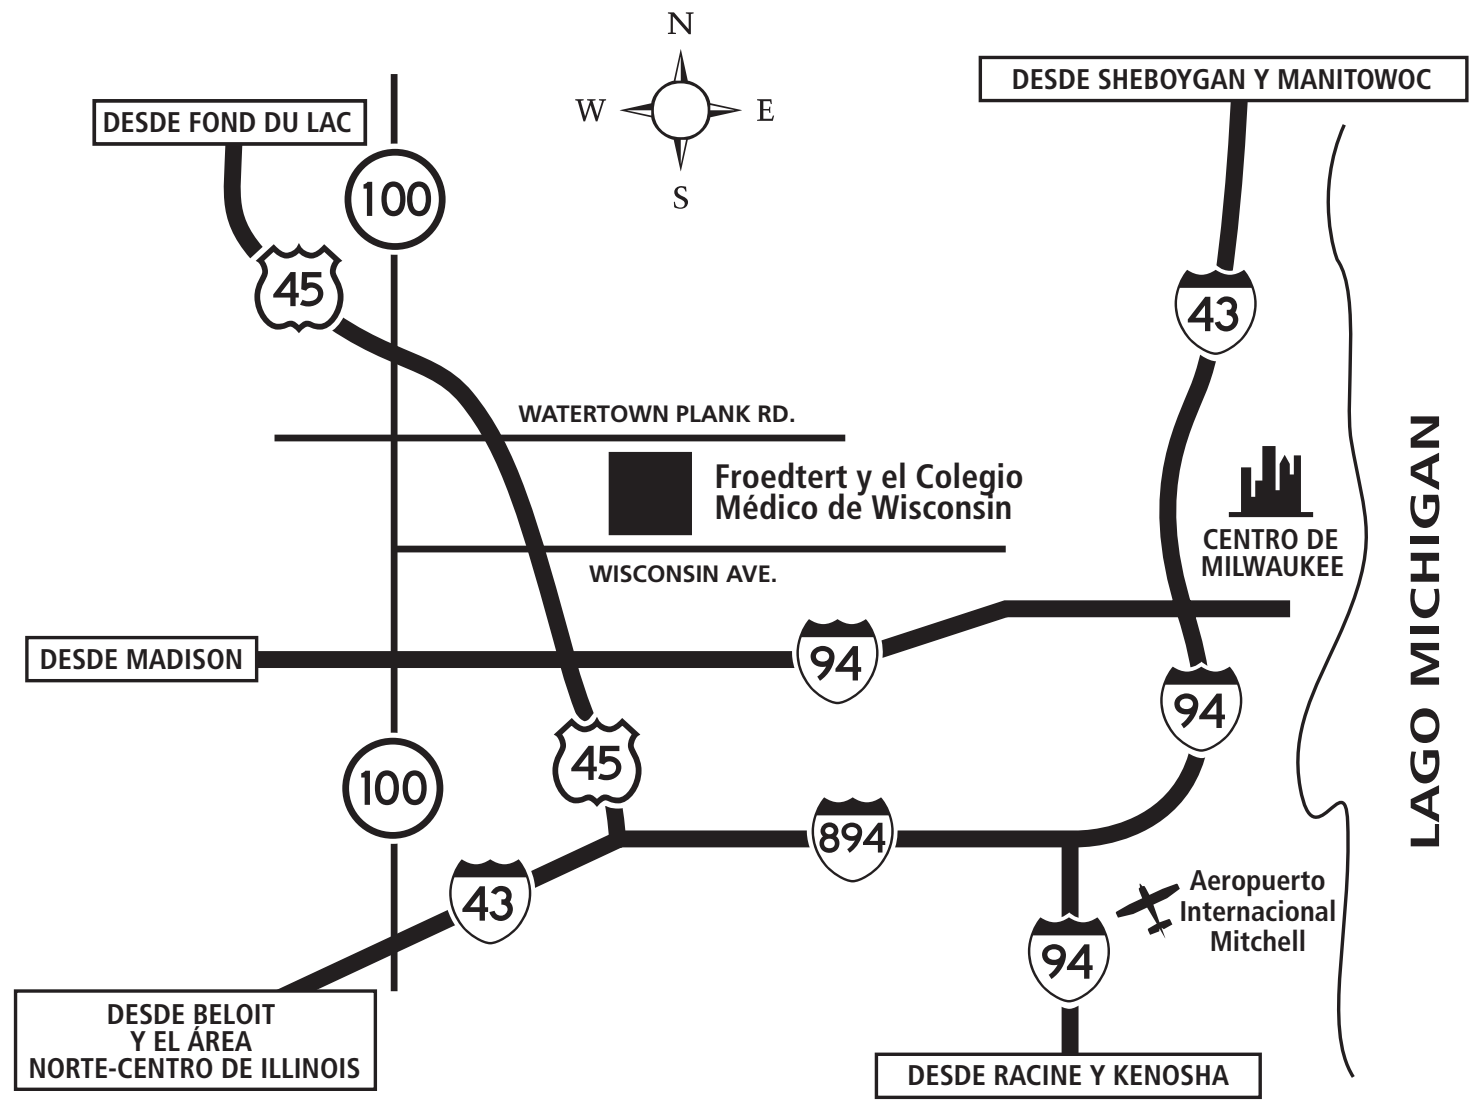 N
W
E
S
DESDE SHEBOYGAN Y MANITOWOC
DESDE FOND DU LAC
100
45
43
WATERTOWN PLANK RD.
Froedtert y el Colegio
Médico de Wisconsin
CENTRO DE
MILWAUKEE
WISCONSIN AVE.
LAGO MICHIGAN
DESDE MADISON
94
94
45
100
894
43
Aeropuerto
Internacional
Mitchell
94
DESDE BELOIT
Y EL ÁREA
NORTE-CENTRO DE ILLINOIS
DESDE RACINE Y KENOSHA